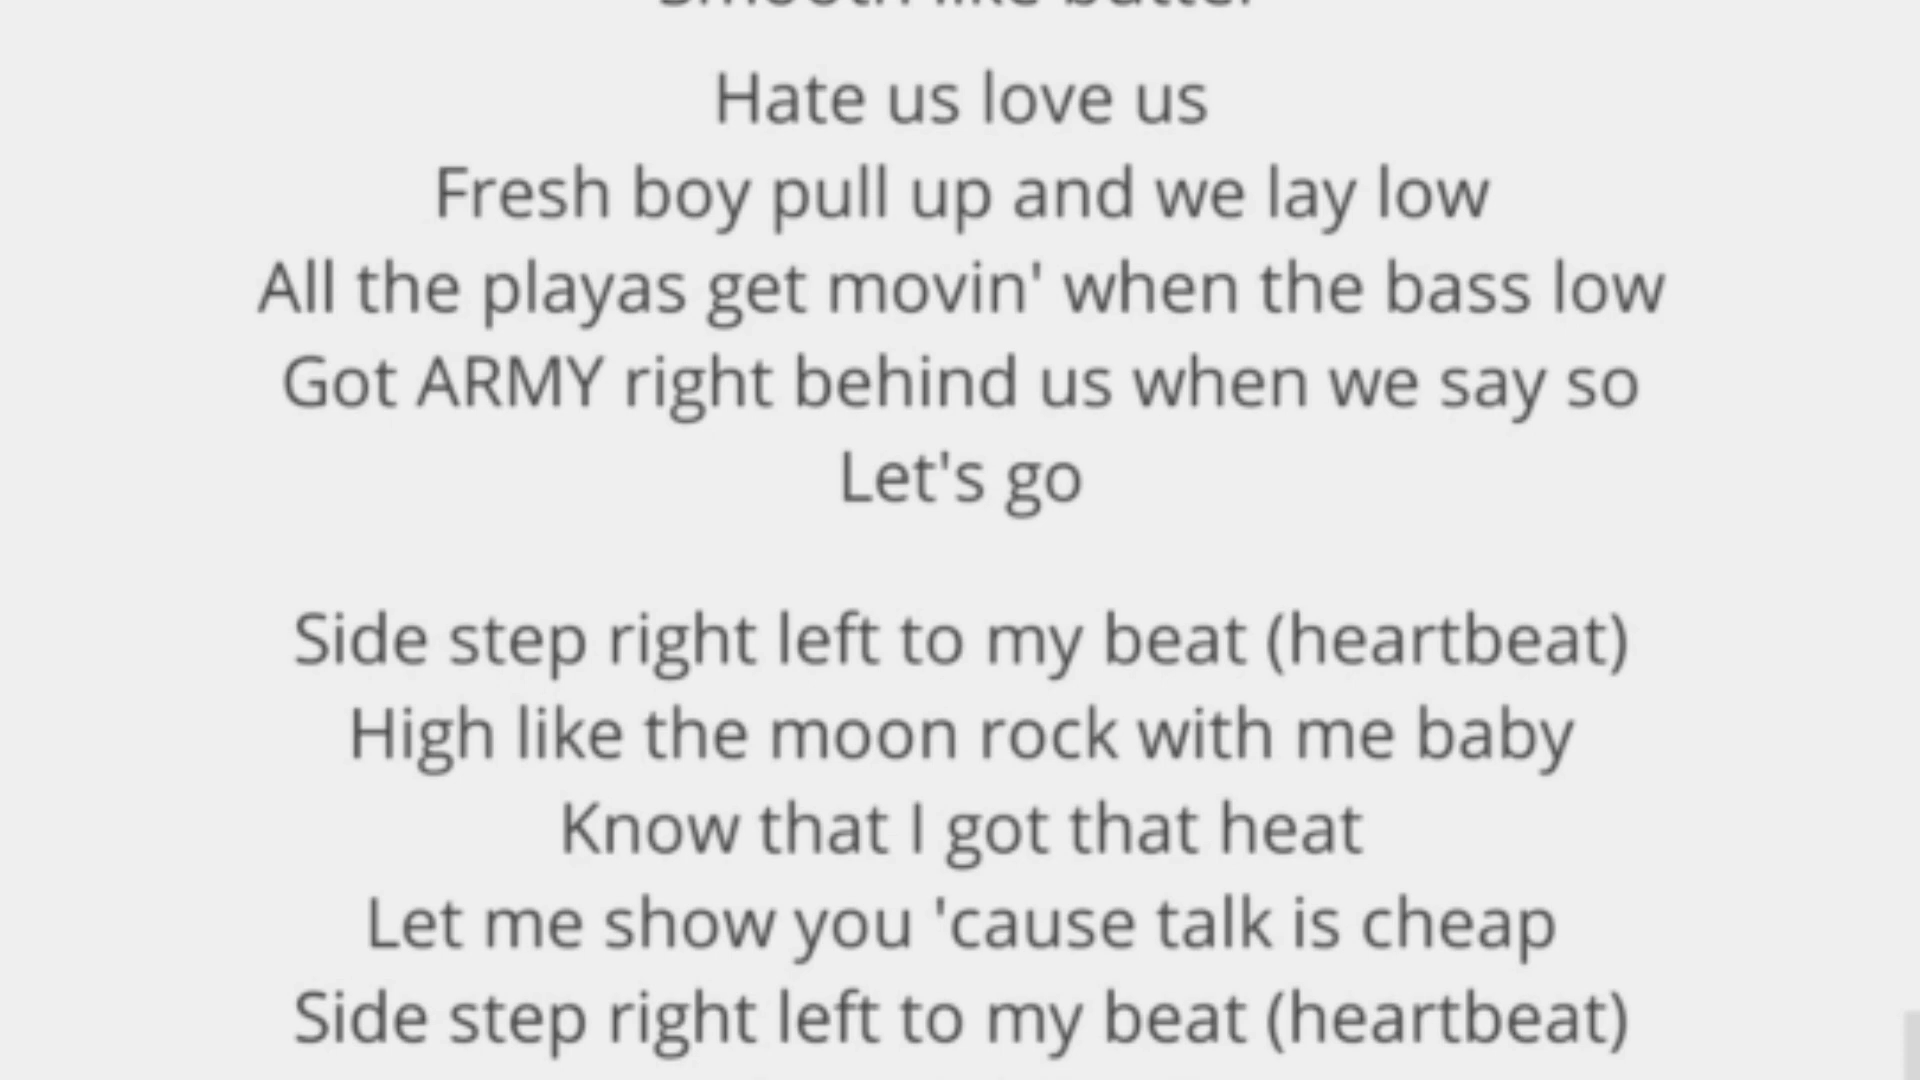 Smooth like butter
Hate us love us
Fresh boy pull up and we lay low
All the playas get movin' when the bass low
Got ARMY right behind us when we say so
Let's go
Side step right left to my beat (heartbeat)
High like the moon rock with me baby
Know that I got that heat
Let me show you 'cause talk is cheap
Side step right left to my beat (heartbeat)